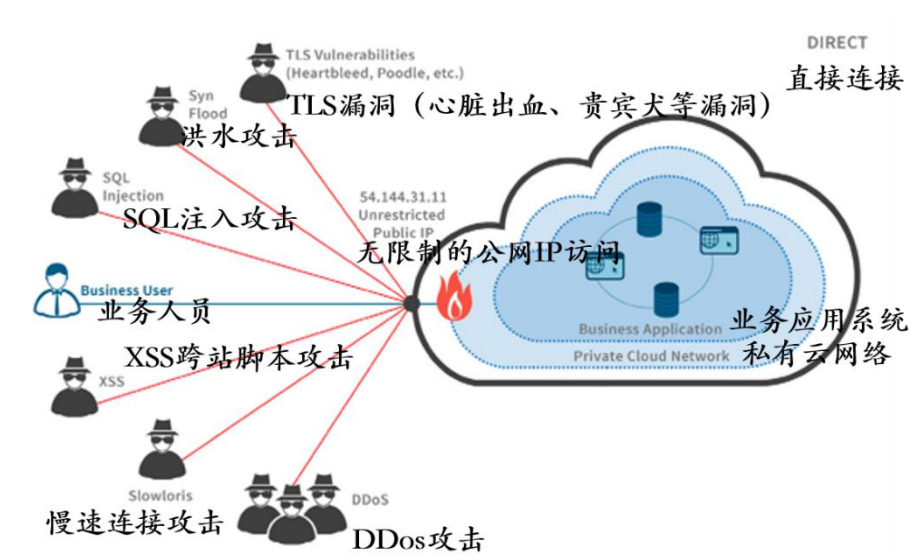 DIRECT
直接连接
TLS Vulnerabilities
(Heartbleed, Poodle, etc.)
TLS漏洞（心脏出血、贵宾犬等漏洞）
Syn
Flood
洪水攻击
SQL
Injection
SQL注入攻击
54.144.31.11
Unrestricted
Public IP
无限制的公网IP访问
Business User
业务人员
Business Application
业务应用系统
Private Cloud Network
私有云网络
XSS跨站脚本攻击
XSS
Slowloris
慢速连接攻击
DDoS
DDos攻击